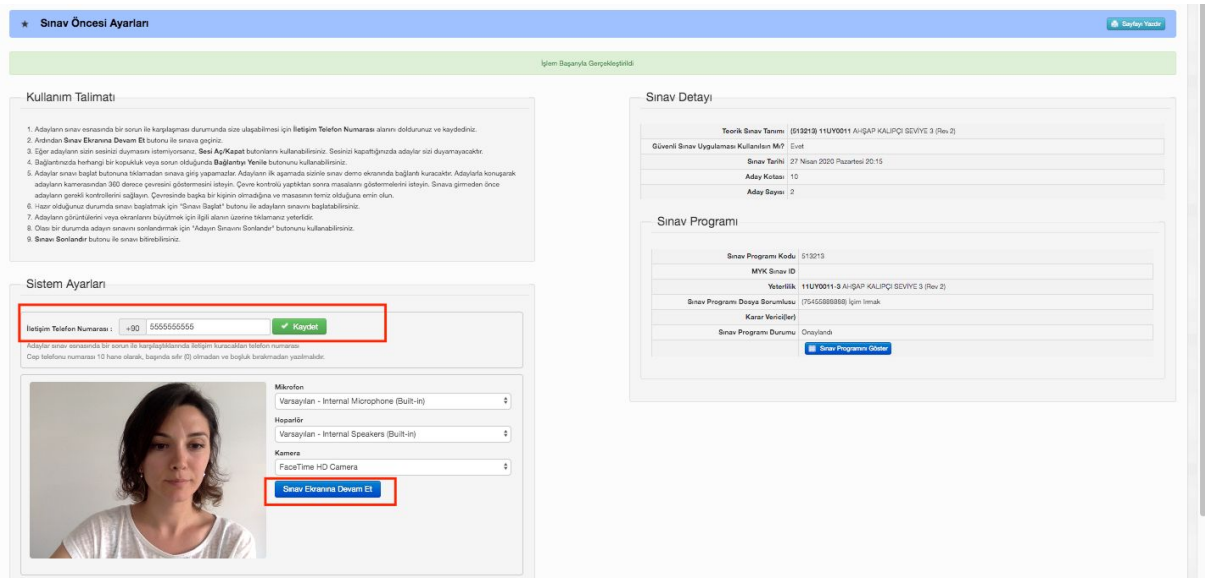 Sınav Öncesi Ayarları
Sayfayı Yazdır
İşlem Başarıyla Gerçekleştirildi
Kullanım Talimatı
1. Adayların sınav esnasında bir sorun ile karşılaşması durumunda size ulaşabilmesi için İletişim Telefon Numarası alanını doldurunuz ve kaydediniz.
2. Ardından Sınav Ekranına Devam Et butonu ile sınava geçiniz.
3. Eğer adayların sizin sesinizi duymasını istemiyorsanız, Sesi Aç/Kapat butonlarını kullanabilirsiniz. Sesinizi kapattığınızda adaylar sizi duyamayacaktır.
4. Bağlantınızda herhangi bir kopukluk veya sorun olduğunda Bağlantıyı Yenile butonunu kullanabilirsiniz.
5. Adaylar sınavı başlat butonuna tıklamadan sınava giriş yapamazlar. Adayların ilk aşamada sizinle sınav demo ekranında bağlantı kuracaktır. Adaylarla konuşarak
adayların kamerasından 360 derece çevresini göstermesini isteyin. Çevre kontrolü yaptıktan sonra masalarını göstermelerini isteyin. Sınava girmeden önce
adayların gerekli kontrollerini sağlayın. Çevresinde başka bir kişinin olmadığına ve masasının temiz olduğuna emin olun.
6. Hazır olduğunuz durumda sınavı başlatmak için "Sınavı Başlat" butonu ile adayların sınavını başlatabilirsiniz.
7. Adayların görüntülerini veya ekranlarını büyütmek için ilgili alanın üzerine tıklamanız yeterlidir.
8. Olası bir durumda adayın sınavını sonlandırmak için "Adayın Sınavını Sonlandır" butonunu kullanabilirsiniz.
9. Sınavı Sonlandır butonu ile sınavı bitirebilirsiniz.
Sistem Ayarları
İletişim Telefon Numarası : +90 5555555555 Kaydet
Adaylar sınav esnasında bir sorun ile karşılaştıklarında iletişim kuracakları telefon numarası
Cep telefonu numarası 10 hane olarak, başında sıfır (0) olmadan ve boşluk bırakmadan yazılmalıdır.
Mikrofon
Varsayılan - Internal Microphone (Built-in)
Hoparlör
Varsayılan - Internal Speakers (Built-in)
Kamera
FaceTime HD Camera
Sınav Ekranına Devam Et
Sınav Detayı
Teorik Sınav Tanımı (513213) 11UY0011 AHŞAP KALIPÇI SEVİYE 3 (Rev 2)
Güvenli Sınav Uygulaması Kullanılsın Mı? Evet
Sınav Tarihi 27 Nisan 2020 Pazartesi 20:15
Aday Kotası 10
Aday Sayısı 2
Sınav Programı
Sınav Programı Kodu 513213
MYK Sınav ID
Yeterlilik 11UY0011-3 AHŞAP KALIPÇI SEVİYE 3 (Rev 2)
Sınav Programı Dosya Sorumlusu (75455888888) İçim Irmak
Karar Verici(ler)
Sınav Programı Durumu Onaylandı
Sınav Programını Göster